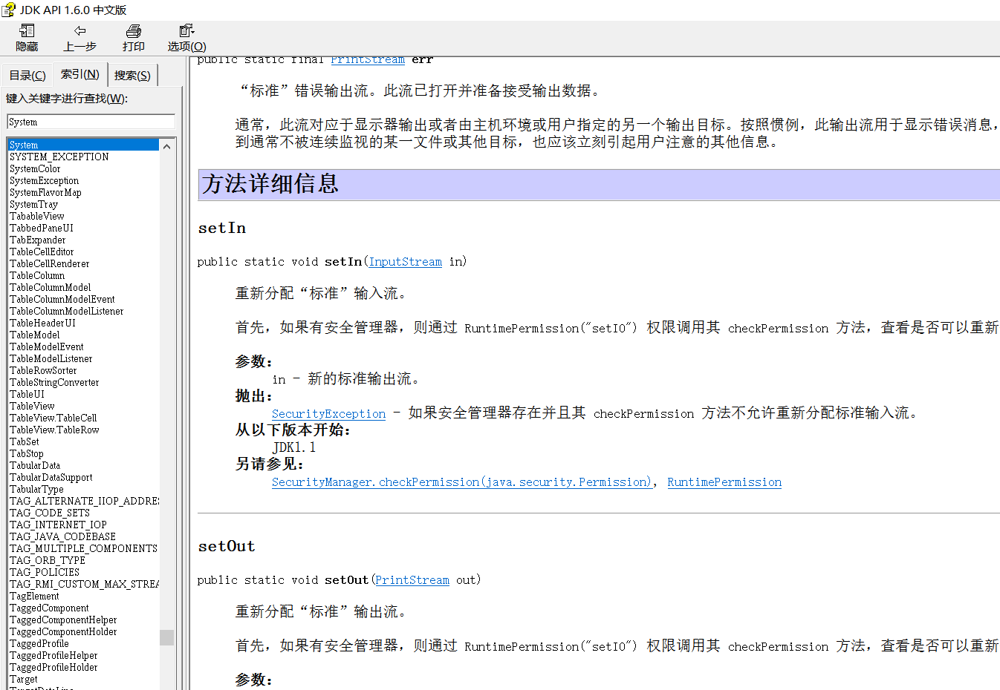 JDK API 1.6.0 中文版
隐藏 上一步 打印 选项(O)
目录(C) 索引(N) 搜索(S)
键入关键字进行查找(W):
System
System
SYSTEM_EXCEPTION
SystemColor
SystemException
SystemFlavorMap
SystemTray
TabableView
TabbedPaneUI
TabExpander
TableCellEditor
TableCellRenderer
TableColumn
TableColumnModel
TableColumnModelEvent
TableColumnModelListener
TableHeaderUI
TableModel
TableModelEvent
TableModelListener
TableRowSorter
TableStringConverter
TableUI
TableView
TableView.TableCell
TableView.TableRow
TabSet
TabStop
TabularData
TabularDataSupport
TabularType
TAG_ALTERNATE_IIOP_ADDRE
TAG_CODE_SETS
TAG_INTERNET_IOP
TAG_JAVA_CODEBASE
TAG_MULTIPLE_COMPONENTS
TAG_ORB_TYPE
TAG_POLICIES
TAG_RMI_CUSTOM_MAX_STREA
TagElement
TaggedComponent
TaggedComponentHelper
TaggedComponentHolder
TaggedProfile
TaggedProfileHelper
TaggedProfileHolder
Target
TargetDataLine
public static final PrintStream err
“标准”错误输出流。此流已打开并准备接受输出数据。
通常，此流对应于显示器输出或者由主机环境或用户指定的另一个输出目标。按照惯例，此输出流用于显示错误消息，
到通常不被连续监视的某一文件或其他目标，也应该立刻引起用户注意的其他信息。
方法详细信息
setIn
public static void setIn(InputStream in)
重新分配“标准”输入流。
首先，如果有安全管理器，则通过 RuntimePermission("setIO") 权限调用其 checkPermission 方法，查看是否可以重新
参数：
in - 新的标准输出流。
抛出：
SecurityException - 如果安全管理器存在并且其 checkPermission 方法不允许重新分配标准输入流。
从以下版本开始：
JDK1.1
另请参见：
SecurityManager.checkPermission(java.security.Permission), RuntimePermission
setOut
public static void setOut(PrintStream out)
重新分配“标准”输出流。
首先，如果有安全管理器，则通过 RuntimePermission("setIO") 权限调用其 checkPermission 方法，查看是否可以重新
参数：